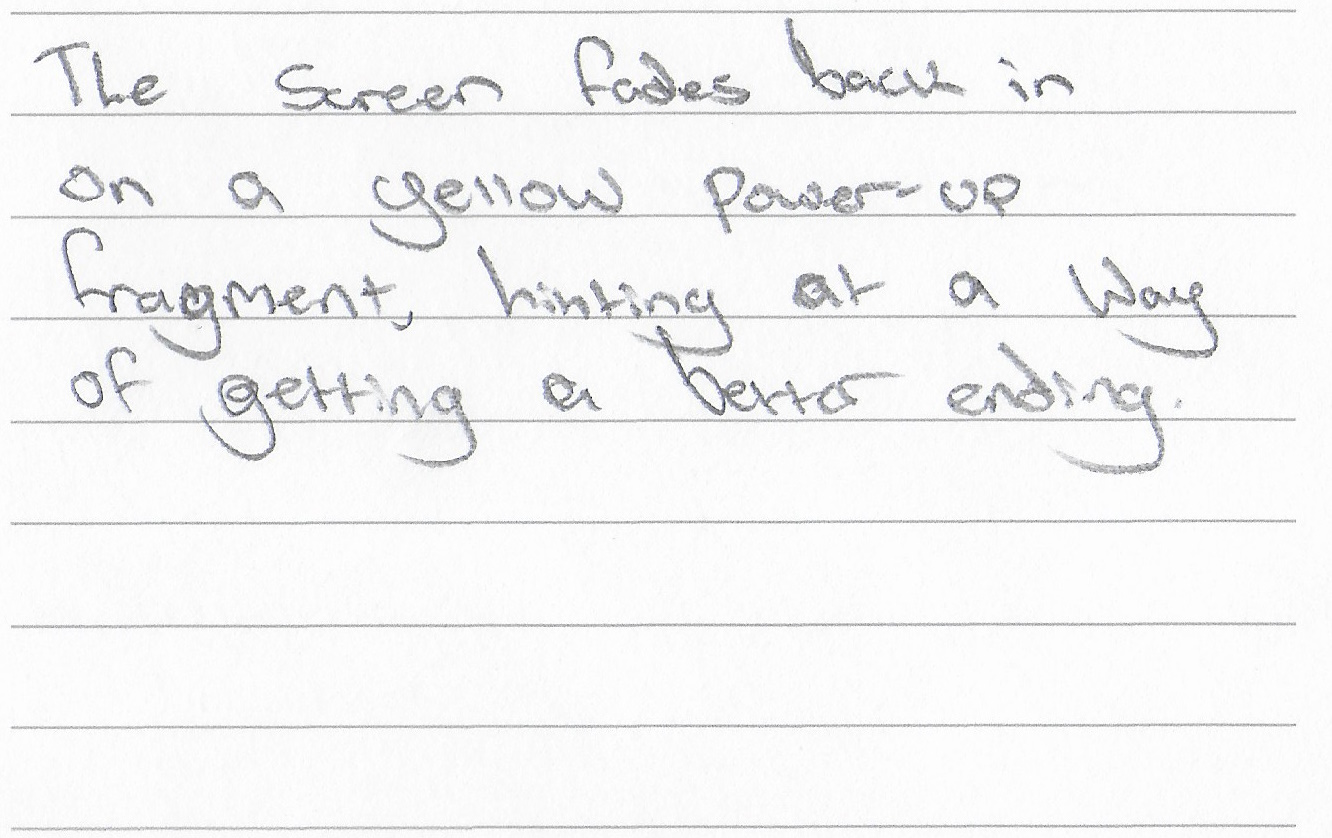 The screen fades back in
on a yellow power-up
fragment, hinting at a way
of getting a better ending.